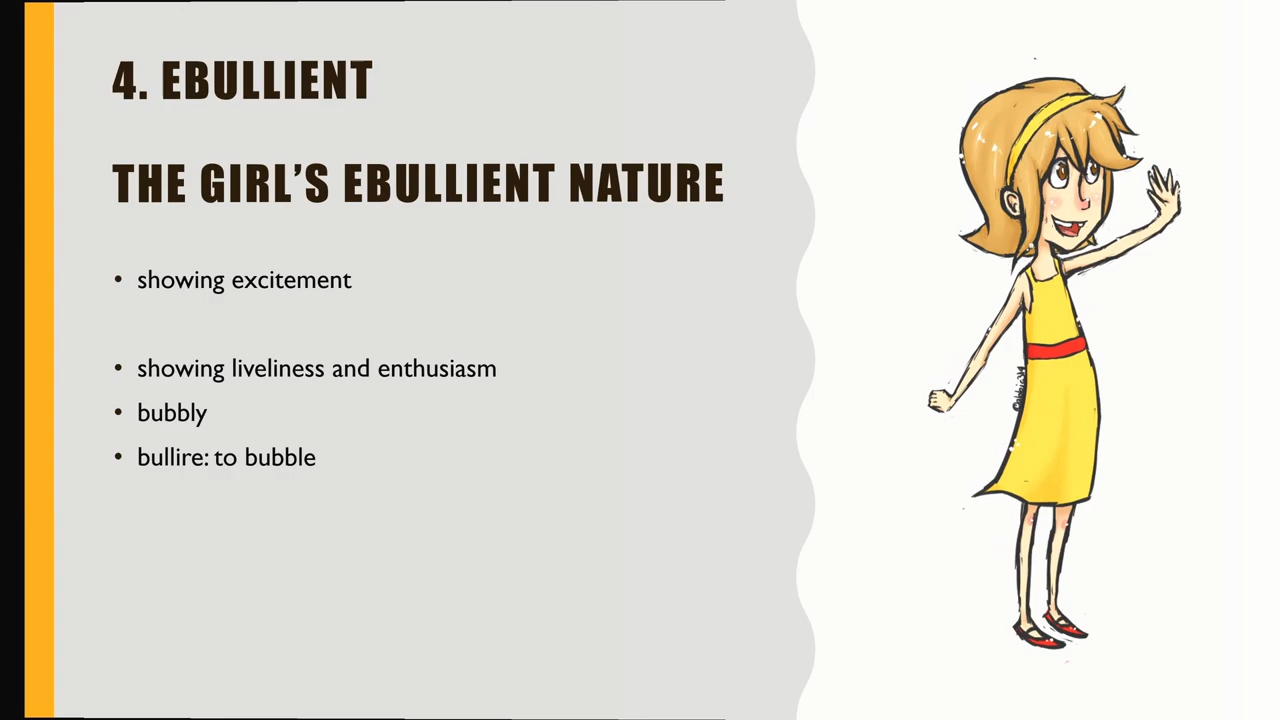 4. EBULLIENT
THE GIRL'S EBULLIENT NATURE
• showing excitement
• showing liveliness and enthusiasm
• bubbly
• bullire: to bubble